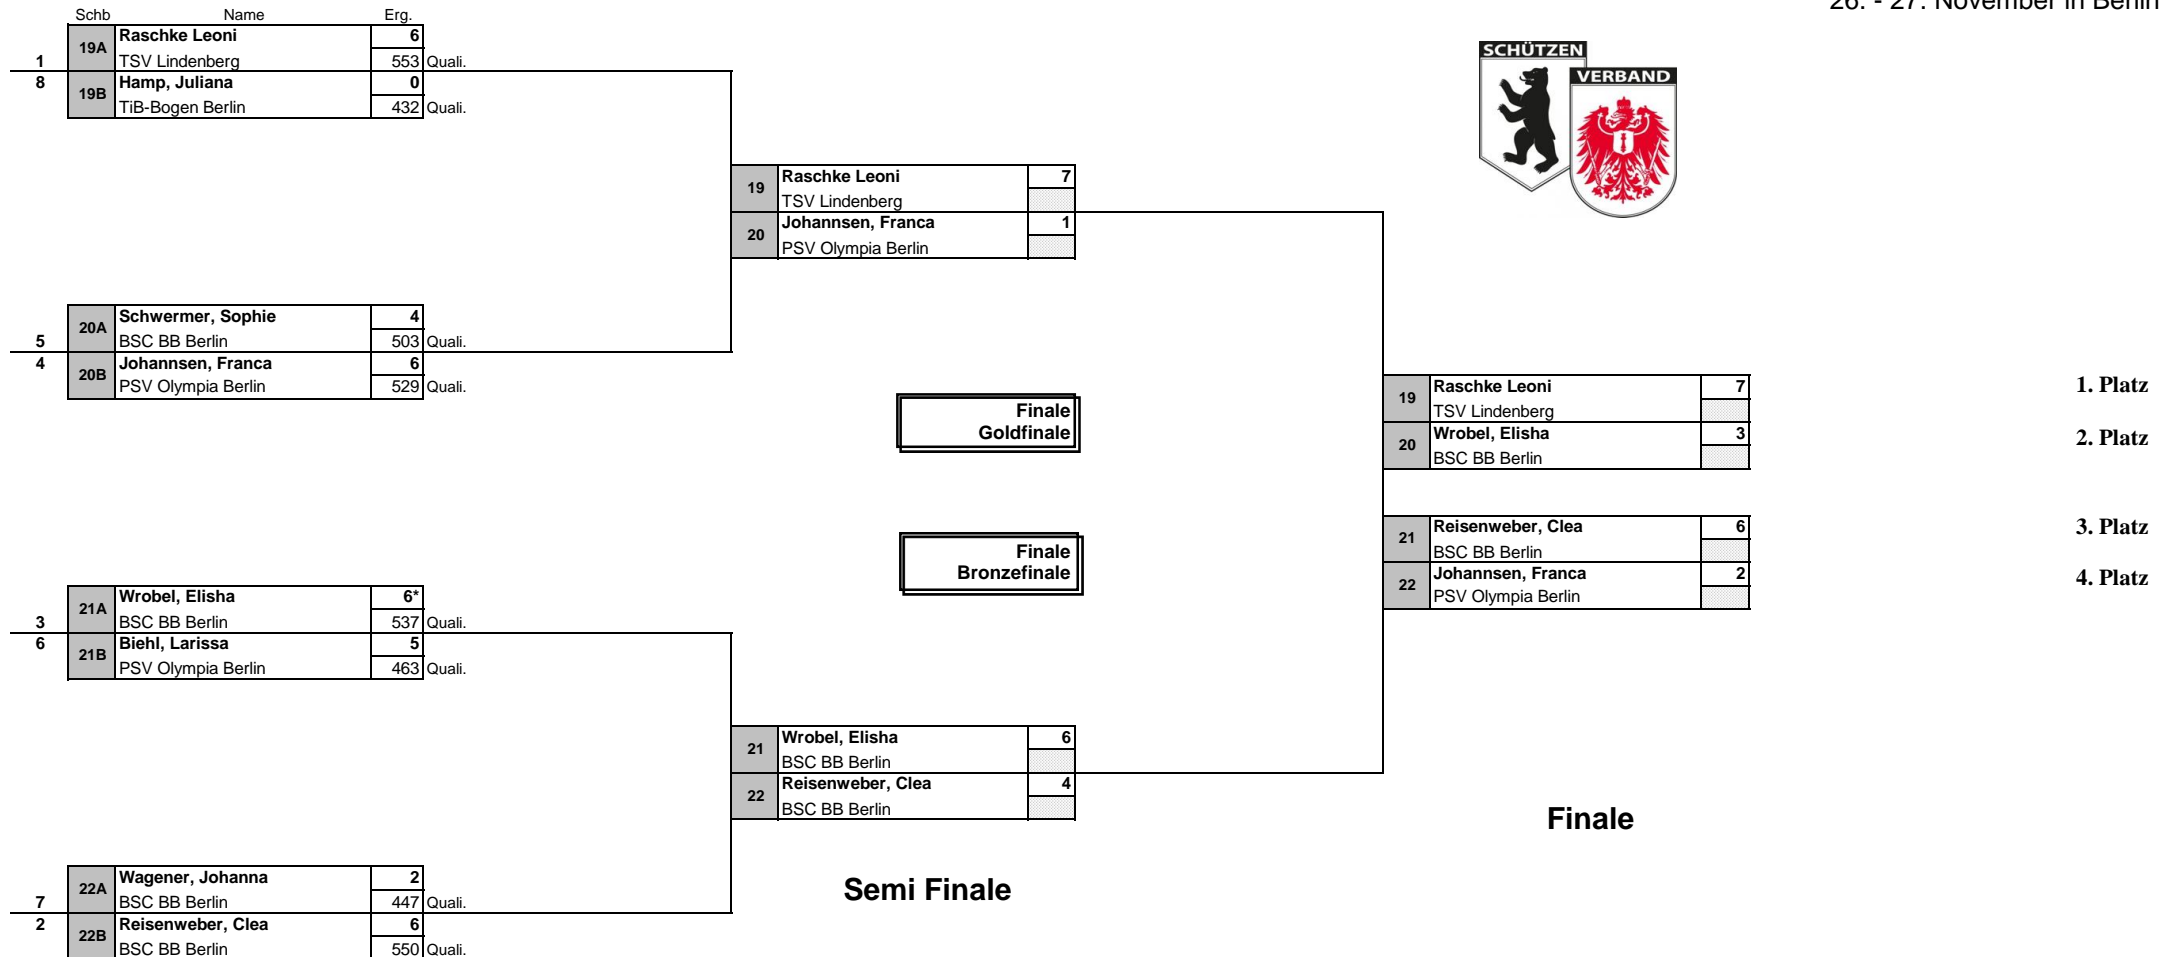 26. - 27. November in Berlin
Schb Name Erg.
19A Raschke Leoni 6
1 TSV Lindenberg 553 Quali.
8 19B Hamp, Juliana 0
TiB-Bogen Berlin 432 Quali.
SCHÜTZEN
VERBAND
19 Raschke Leoni 7
TSV Lindenberg
20 Johannsen, Franca 1
PSV Olympia Berlin
20A Schwermer, Sophie 4
5 BSC BB Berlin 503 Quali.
4 20B Johannsen, Franca 6
PSV Olympia Berlin 529 Quali.
Finale
Goldfinale
19 Raschke Leoni 7 1. Platz
TSV Lindenberg
20 Wrobel, Elisha 3 2. Platz
BSC BB Berlin
Finale
Bronzefinale
21 Reisenweber, Clea 6 3. Platz
BSC BB Berlin
22 Johannsen, Franca 2 4. Platz
PSV Olympia Berlin
21A Wrobel, Elisha 6*
3 BSC BB Berlin 537 Quali.
6 21B Biehl, Larissa 5
PSV Olympia Berlin 463 Quali.
21 Wrobel, Elisha 6
BSC BB Berlin
22 Reisenweber, Clea 4
BSC BB Berlin
Finale
Semi Finale
22A Wagener, Johanna 2
7 BSC BB Berlin 447 Quali.
2 22B Reisenweber, Clea 6
BSC BB Berlin 550 Quali.